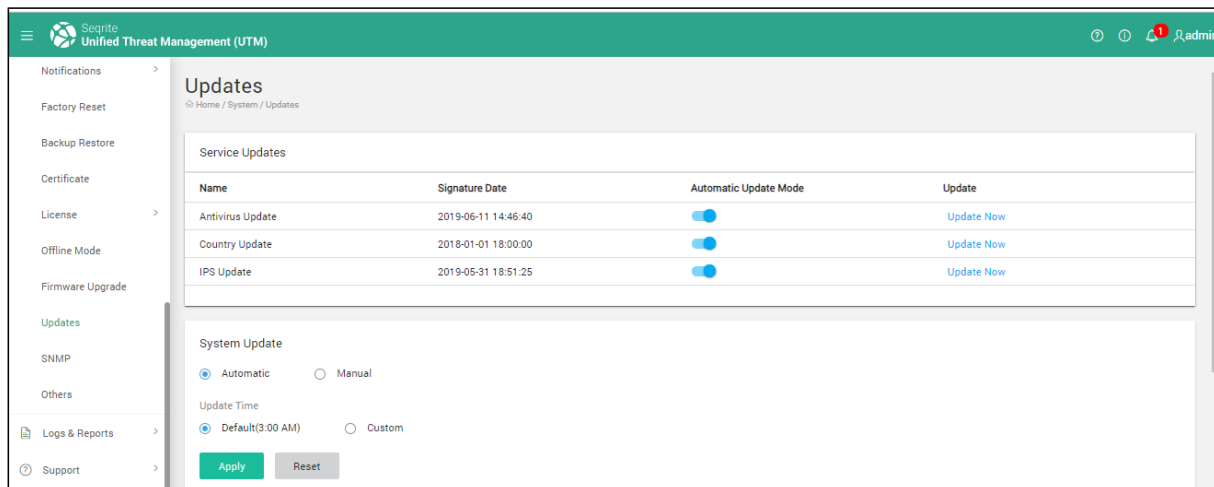 Seqrite
Unified Threat Management (UTM)
1
admin
Notifications
Factory Reset
Backup Restore
Certificate
License
Offline Mode
Firmware Upgrade
Updates
SNMP
Others
Logs & Reports
Support
Updates
Home / System / Updates
Service Updates
Name Signature Date Automatic Update Mode Update
Antivirus Update 2019-06-11 14:46:40 Update Now
Country Update 2018-01-01 18:00:00 Update Now
IPS Update 2019-05-31 18:51:25 Update Now
System Update
Automatic Manual
Update Time
Default(3:00 AM) Custom
Apply Reset